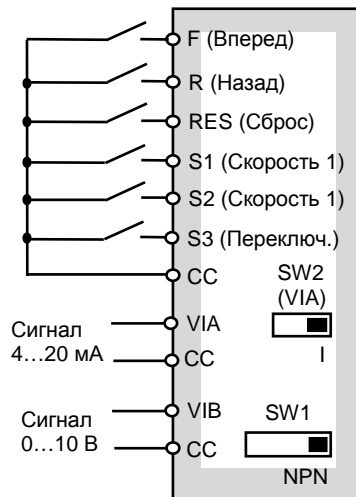 F (Вперед)
R (Назад)
RES (Сброс)
S1 (Скорость 1)
S2 (Скорость 1)
S3 (Переключ.)
CC
SW2
(VIA)
I
Сигнал
4...20 мА
VIA
CC
Сигнал
0...10 В
VIB
CC
SW1
NPN